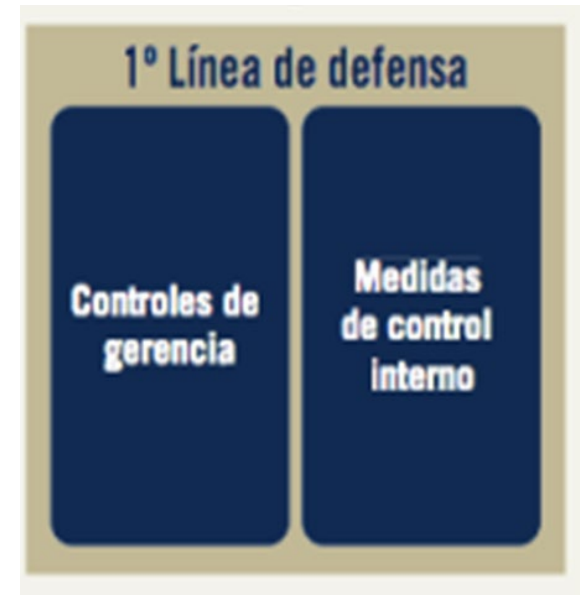 1º Línea de defensa
Controles de
gerencia
Medidas
de control
interno